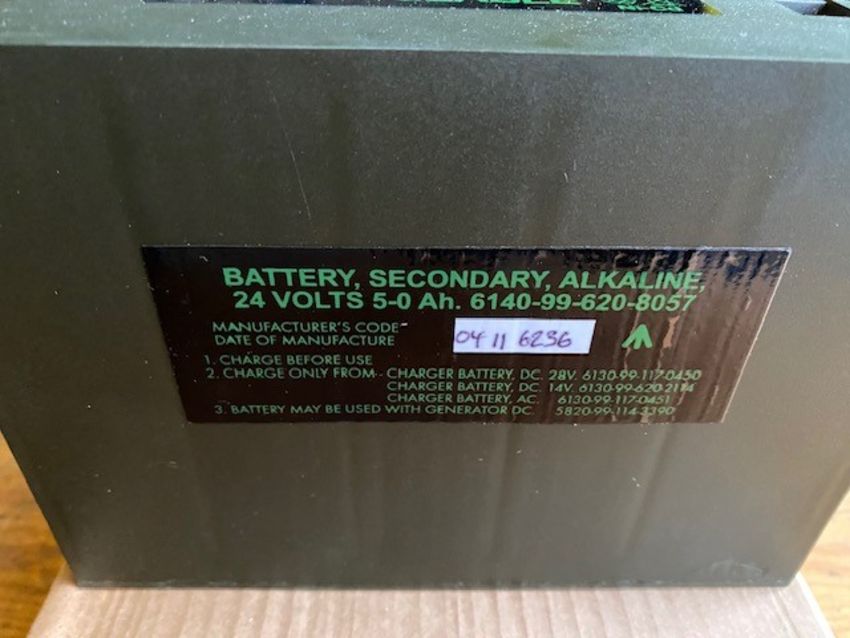 BATTERY, SECONDARY, ALKALINE,
24 VOLTS 5-0 Ah. 6140-99-620-8057
MANUFACTURER'S CODE
DATE OF MANUFACTURE
04 11 6236
1. CHARGE BEFORE USE
2. CHARGE ONLY FROM- CHARGER BATTERY, DC. 28V. 6130-99-117-0450
CHARGER BATTERY, DC. 14V. 6130-99-620-2114
CHARGER BATTERY, AC. 6130-99-117-0451
3. BATTERY MAY BE USED WITH GENERATOR DC. 5820-99-114-3390